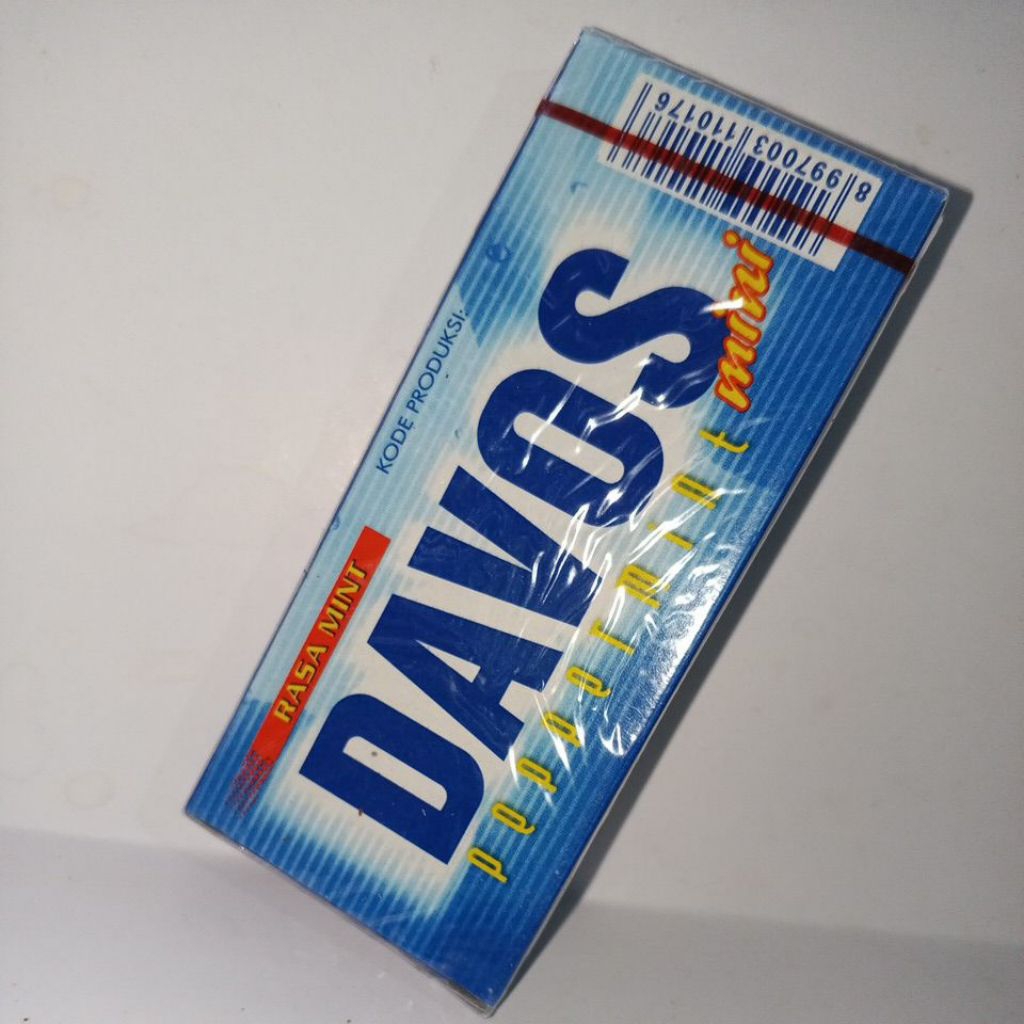 KODE PRODUKSI:
RASA MINT
DAVOS
peppermint mini
8 997003 110176